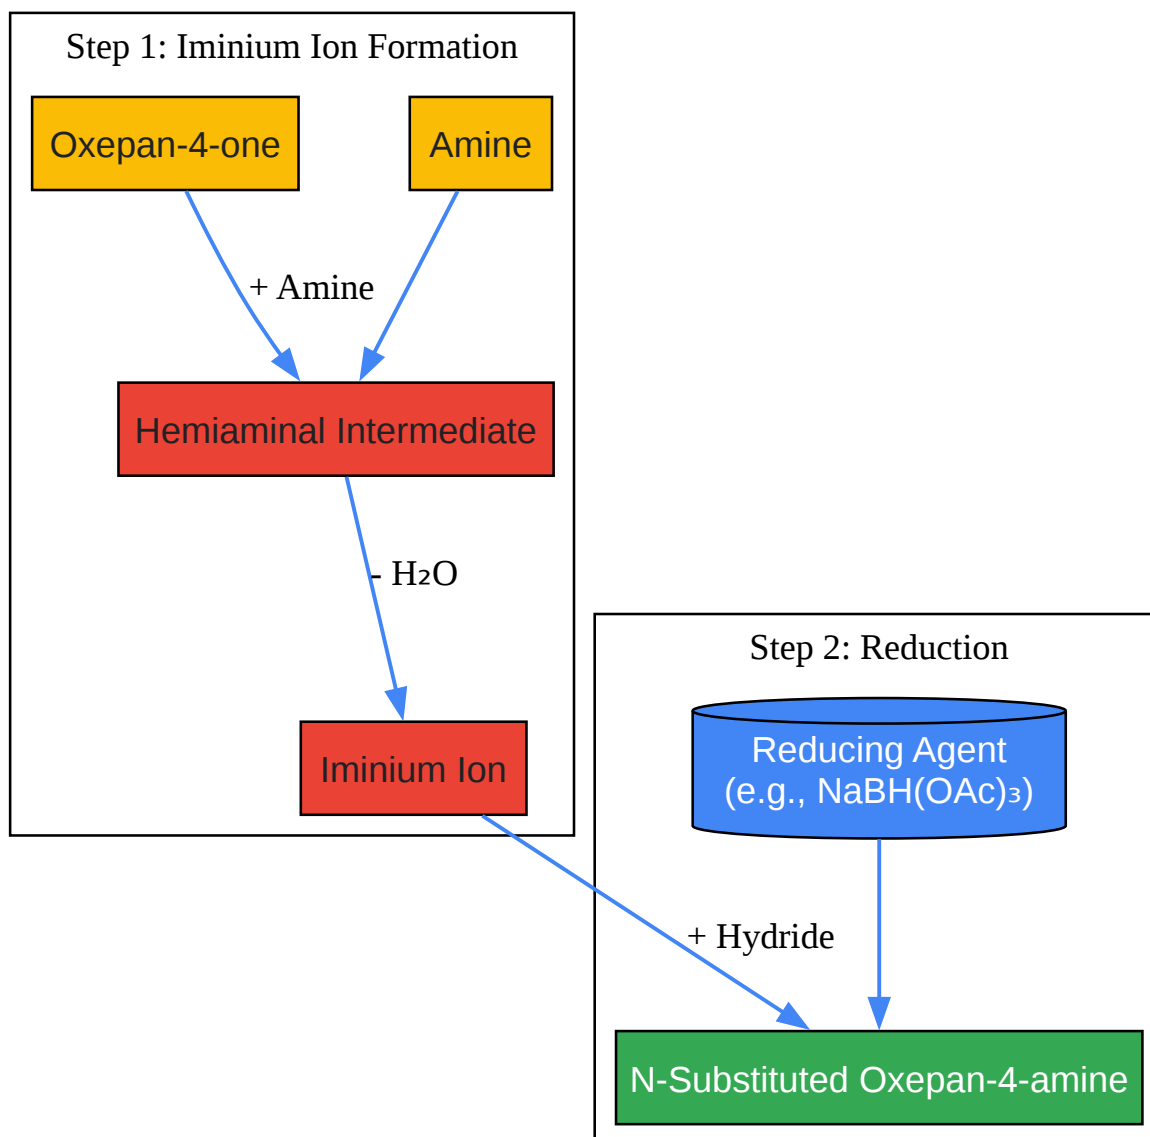 Step 1: Iminium Ion Formation
Oxepan-4-one
Amine
+ Amine
Hemiaminal Intermediate
- H₂O
Iminium Ion
Step 2: Reduction
Reducing Agent
(e.g., NaBH(OAc)₃)
+ Hydride
N-Substituted Oxepan-4-amine